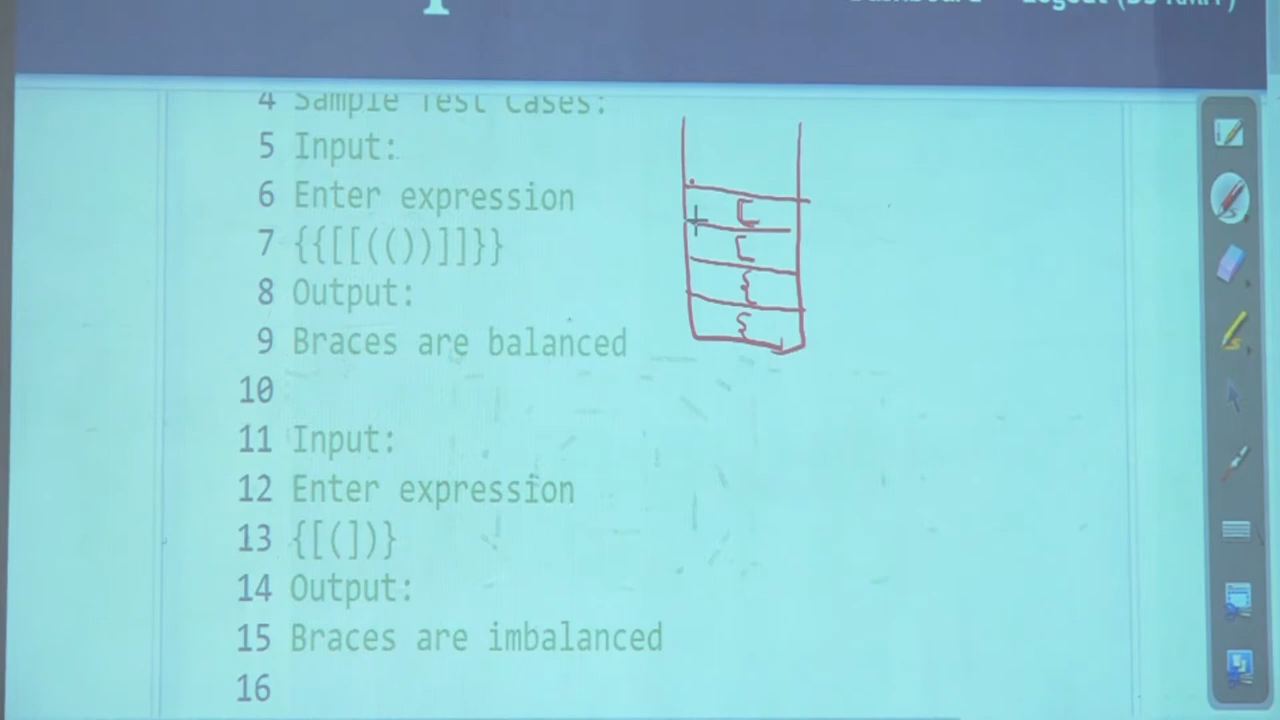 4 Sample Test Cases:
5 Input:
6 Enter expression
7 {{[[(())]]}}
8 Output:
9 Braces are balanced
10
11 Input:
12 Enter expression
13 {[(])}
14 Output:
15 Braces are imbalanced
16
[
[
{
{